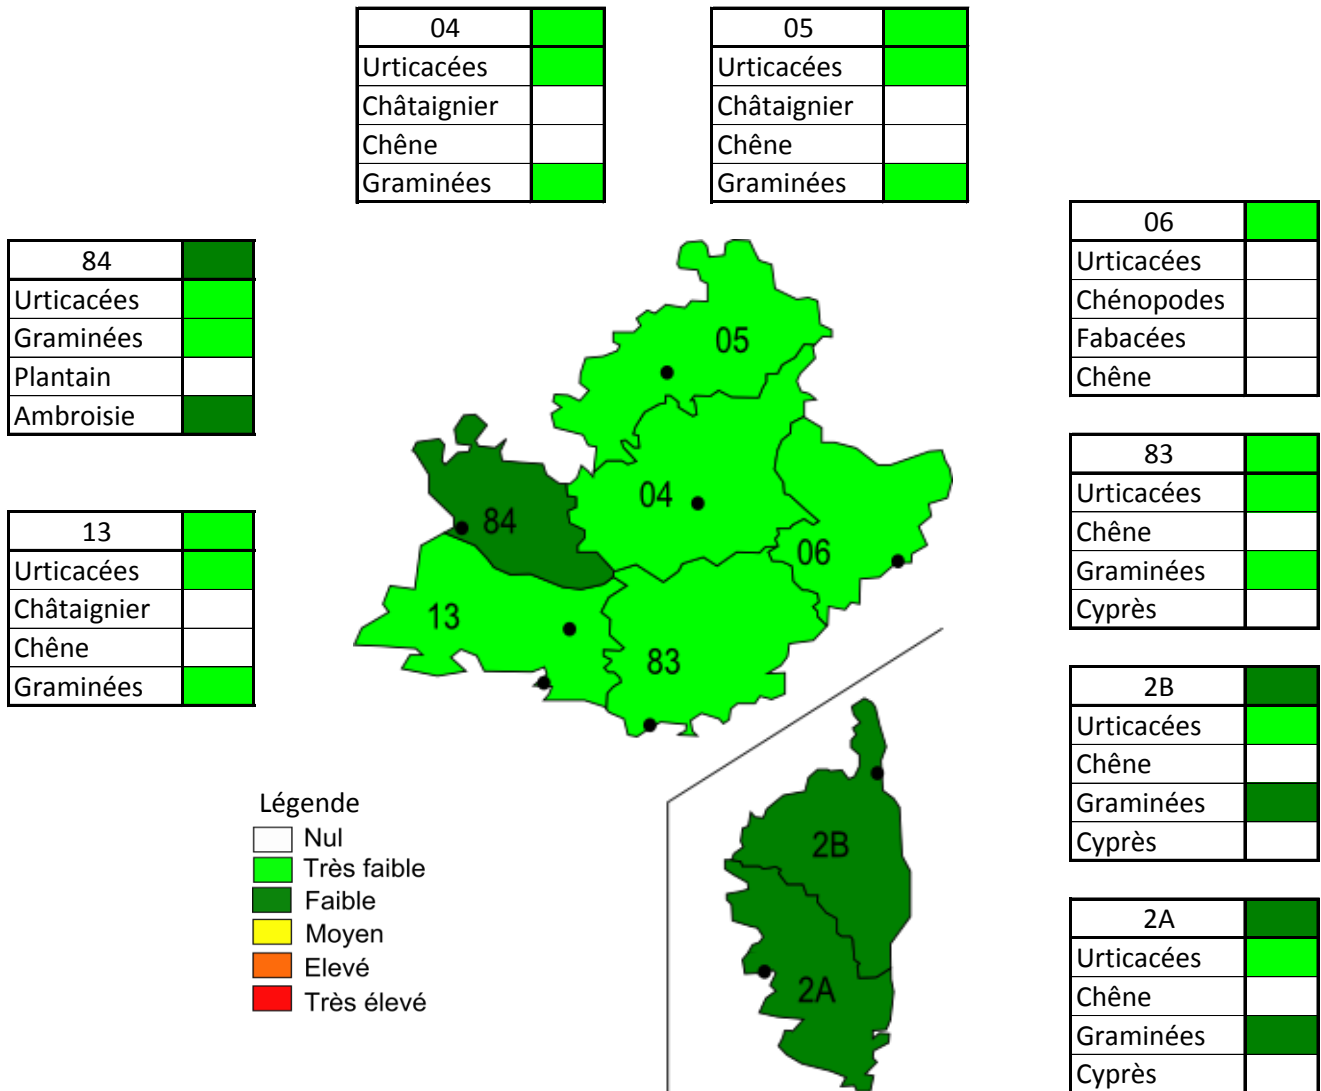 04
Urticacées
Châtaignier
Chêne
Graminées
05
Urticacées
Châtaignier
Chêne
Graminées
84
Urticacées
Graminées
Plantain
Ambroisie
06
Urticacées
Chénopodes
Fabacées
Chêne
13
Urticacées
Châtaignier
Chêne
Graminées
83
Urticacées
Chêne
Graminées
Cyprès
2B
Urticacées
Chêne
Graminées
Cyprès
2A
Urticacées
Chêne
Graminées
Cyprès
05
04
84
06
13
83
2B
2A
Légende
Nul
Très faible
Faible
Moyen
Elevé
Très élevé